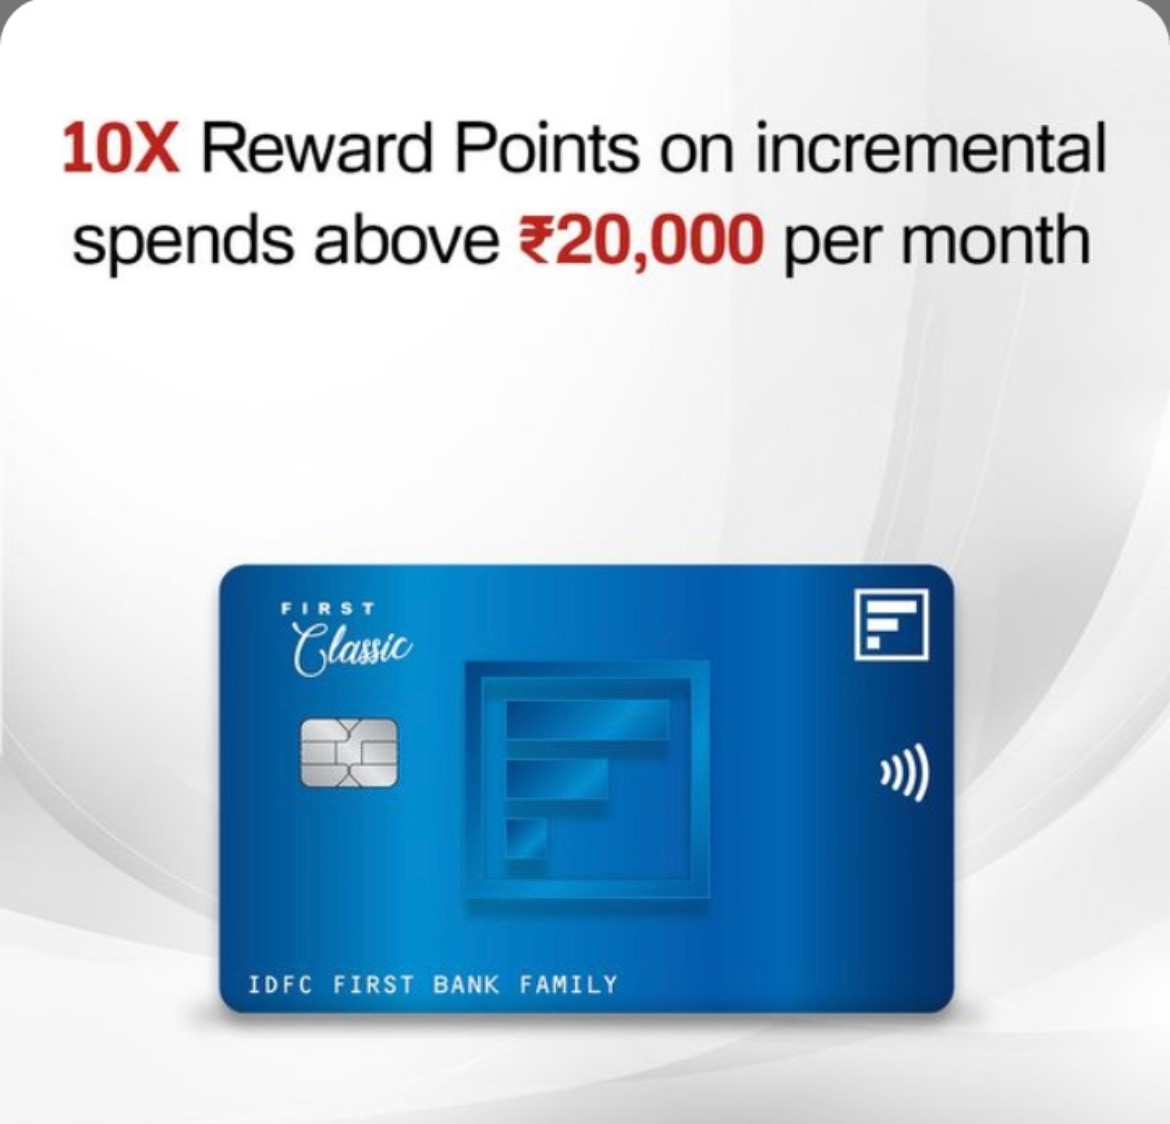 10X Reward Points on incremental
spends above ₹20,000 per month
FIRST
Classic
IDFC FIRST BANK FAMILY